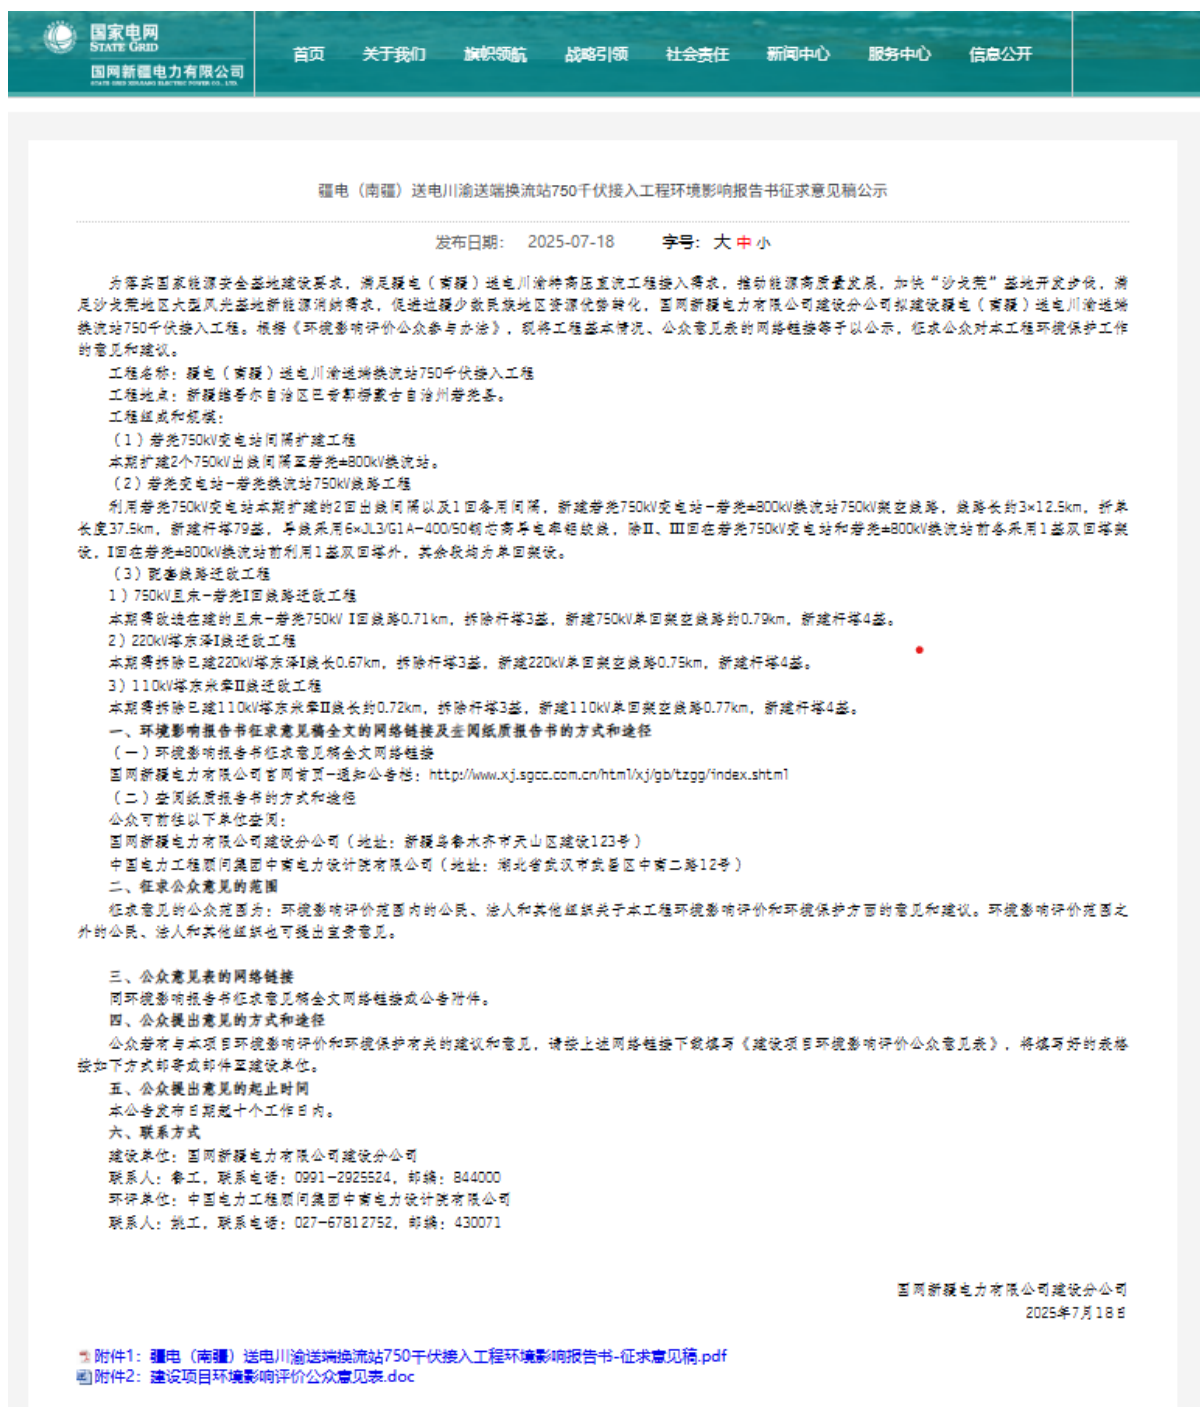 国家电网
STATE GRID
国网新疆电力有限公司
STATE GRID XINJIANG ELECTRIC POWER CO., LTD.
首页 关于我们 旗帜领航 战略引领 社会责任 新闻中心 服务中心 信息公开
疆电（南疆）送电川渝送端换流站750千伏接入工程环境影响报告书征求意见稿公示
发布日期： 2025-07-18 字号： 大 中 小
为落实国家能源安全基地建设要求，满足疆电（南疆）送电川渝特高压直流工程接入需求，推动能源高质量发展，加快“沙戈荒”基地开发步伐，满
足沙戈荒地区大型风光基地新能源消纳需求，促进边疆少数民族地区资源优势转化，国网新疆电力有限公司建设分公司拟建设疆电（南疆）送电川渝送端
换流站750千伏接入工程。根据《环境影响评价公众参与办法》，现将工程基本情况、公众意见表的网络链接等予以公示，征求公众对本工程环境保护工作
的意见和建议。
工程名称：疆电（南疆）送电川渝送端换流站750千伏接入工程
工程地点：新疆维吾尔自治区巴音郭楞蒙古自治州若羌县。
工程组成和规模：
（1）若羌750kV变电站间隔扩建工程
本期扩建2个750kV出线间隔至若羌±800kV换流站。
（2）若羌变电站-若羌换流站750kV线路工程
利用若羌750kV变电站本期扩建的2回出线间隔以及1回备用间隔，新建若羌750kV变电站-若羌±800kV换流站750kV架空线路，线路长约3×12.5km，折单
长度37.5km，新建杆塔79基，导线采用6×JL3/G1A-400/50钢芯高导电率铝绞线，除II、III回在若羌750kV变电站和若羌±800kV换流站前各采用1基双回塔架
设，I回在若羌±800kV换流站前利用1基双回塔外，其余段均为单回架设。
（3）配套线路迁改工程
1）750kV且末-若羌I回线路迁改工程
本期需改造在建的且末-若羌750kV I回线路0.71km，拆除杆塔3基，新建750kV单回架空线路约0.79km，新建杆塔4基。
2）220kV塔东泽I线迁改工程
本期需拆除已建220kV塔东泽I线长0.67km，拆除杆塔3基，新建220kV单回架空线路0.75km，新建杆塔4基。
3）110kV塔东米牵II线迁改工程
本期需拆除已建110kV塔东米牵II线长约0.72km，拆除杆塔3基，新建110kV单回架空线路0.77km，新建杆塔4基。
一、环境影响报告书征求意见稿全文的网络链接及查阅纸质报告书的方式和途径
（一）环境影响报告书征求意见稿全文网络链接
国网新疆电力有限公司官网首页-通知公告栏：http://www.xj.sgcc.com.cn/html/xj/gb/tzgg/index.shtml
（二）查阅纸质报告书的方式和途径
公众可前往以下单位查阅：
国网新疆电力有限公司建设分公司（地址：新疆乌鲁木齐市天山区建设123号）
中国电力工程顾问集团中南电力设计院有限公司（地址：湖北省武汉市武昌区中南二路12号）
二、征求公众意见的范围
征求意见的公众范围为：环境影响评价范围内的公民、法人和其他组织关于本工程环境影响评价和环境保护方面的意见和建议。环境影响评价范围之
外的公民、法人和其他组织也可提出宝贵意见。
三、公众意见表的网络链接
同环境影响报告书征求意见稿全文网络链接或公告附件。
四、公众提出意见的方式和途径
公众若有与本项目环境影响评价和环境保护有关的建议和意见，请按上述网络链接下载填写《建设项目环境影响评价公众意见表》，将填写好的表格
按如下方式邮寄或邮件至建设单位。
五、公众提出意见的起止时间
本公告发布日期起十个工作日内。
六、联系方式
建设单位：国网新疆电力有限公司建设分公司
联系人：鲁工，联系电话：0991-2925524，邮编：844000
环评单位：中国电力工程顾问集团中南电力设计院有限公司
联系人：姚工，联系电话：027-67812752，邮编：430071
国网新疆电力有限公司建设分公司
2025年7月18日
附件1：疆电（南疆）送电川渝送端换流站750千伏接入工程环境影响报告书-征求意见稿.pdf
附件2：建设项目环境影响评价公众意见表.doc